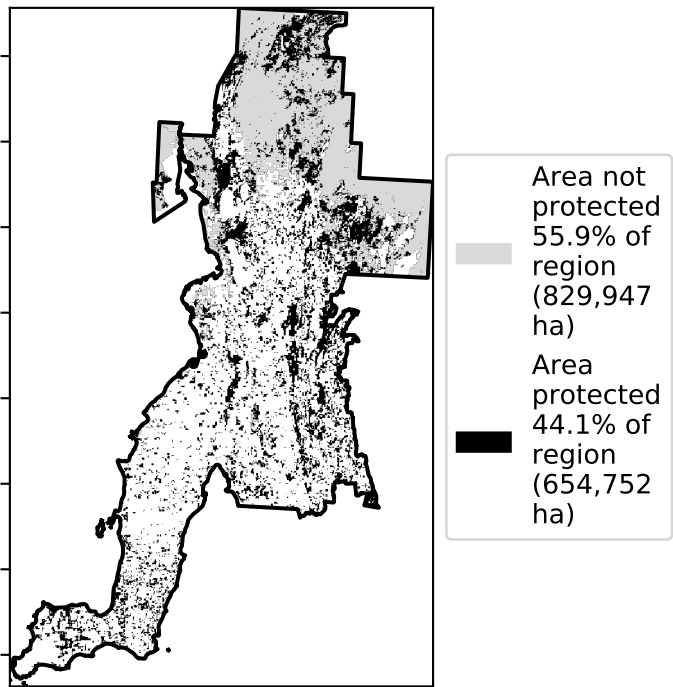 Area not
protected
55.9% of
region
(829,947
ha)
Area
protected
44.1% of
region
(654,752
ha)